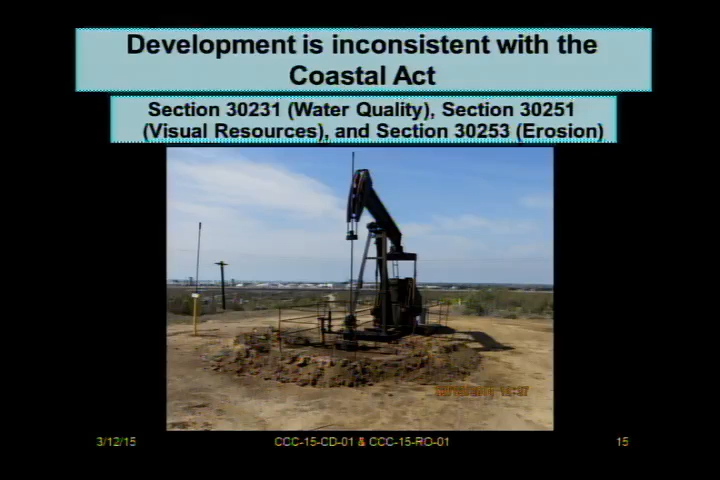 Development is inconsistent with the
Coastal Act
Section 30231 (Water Quality), Section 30251
(Visual Resources), and Section 30253 (Erosion)
3/12/15
CCC-15-CD-01 & CCC-15-RO-01
15